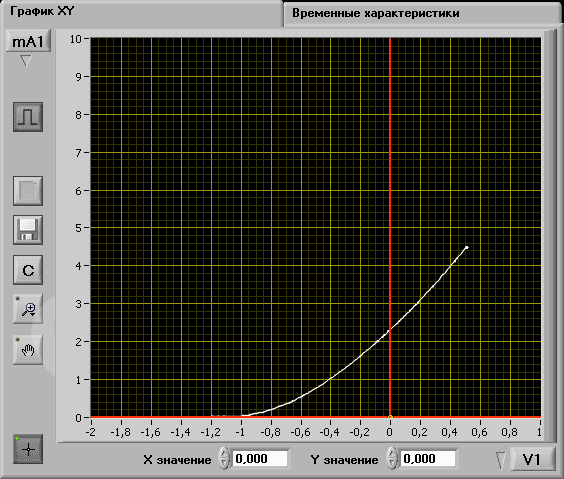 График XY
Временные характеристики
mA1
10
9
8
7
6
5
4
3
2
1
0
-2 -1,8 -1,6 -1,4 -1,2 -1 -0,8 -0,6 -0,4 -0,2 0 0,2 0,4 0,6 0,8 1
C
X значение 0,000 Y значение 0,000 V1